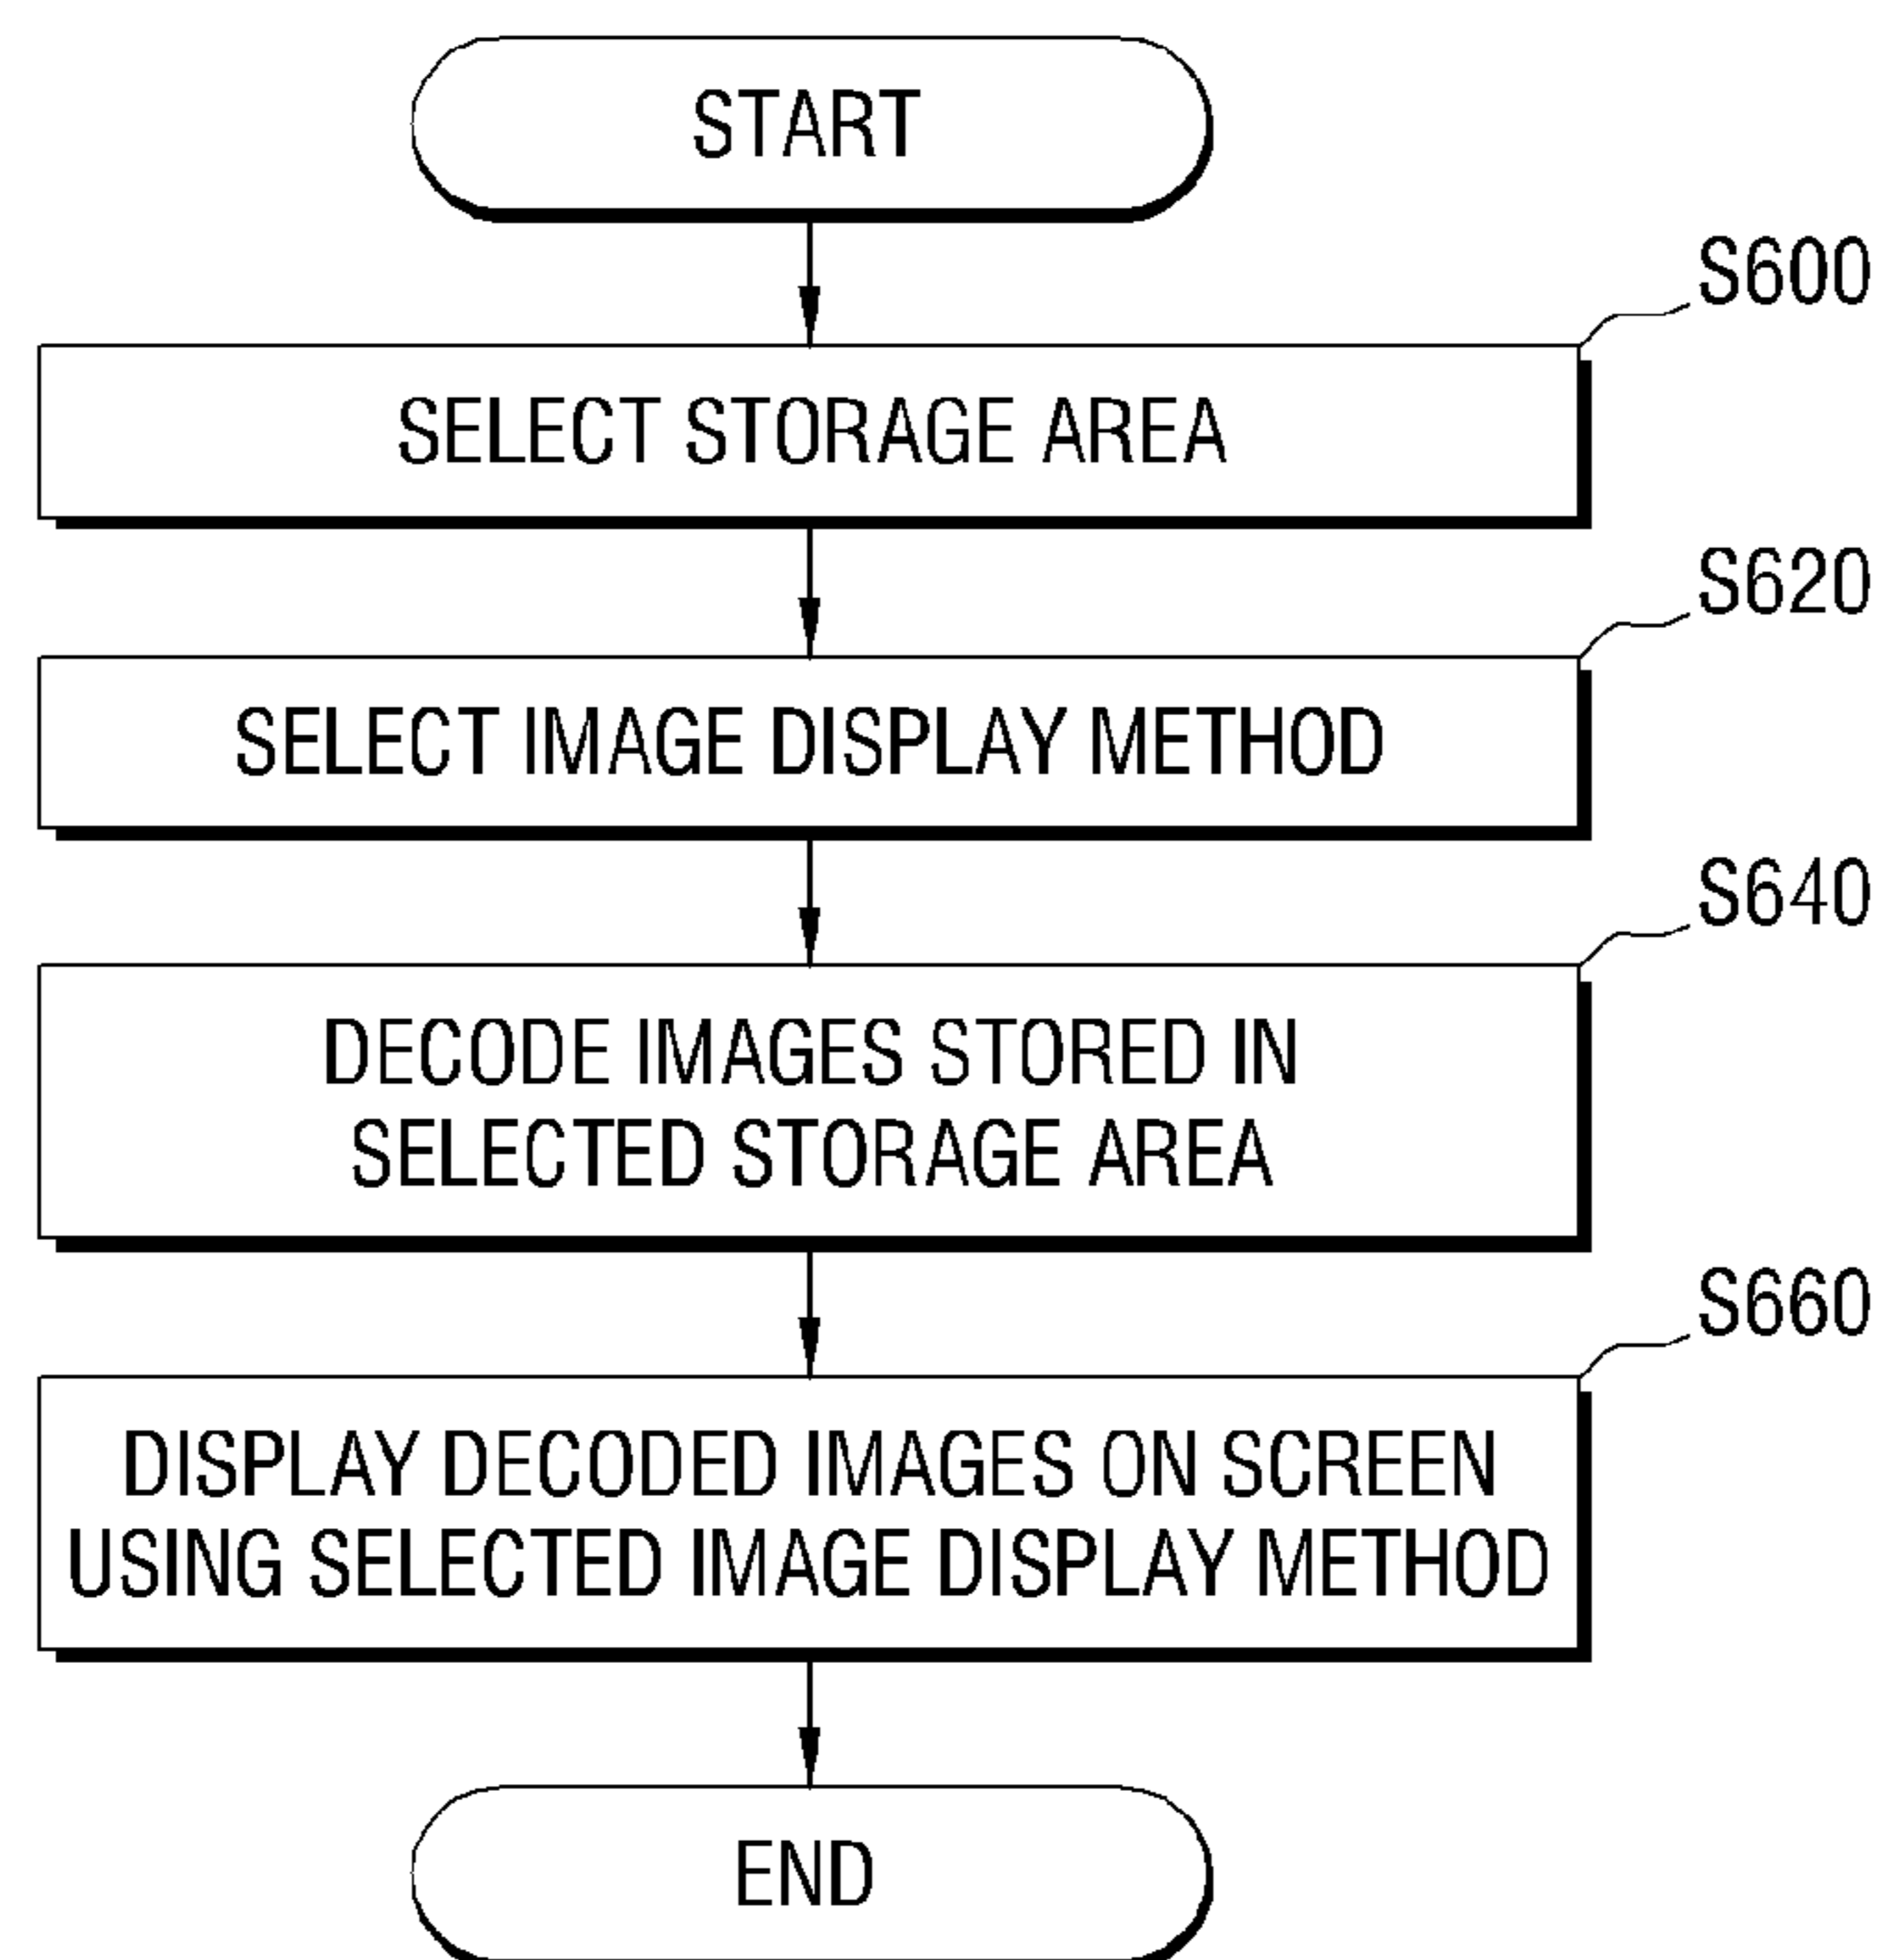 START
S600
SELECT STORAGE AREA
S620
SELECT IMAGE DISPLAY METHOD
S640
DECODE IMAGES STORED IN
SELECTED STORAGE AREA
S660
DISPLAY DECODED IMAGES ON SCREEN
USING SELECTED IMAGE DISPLAY METHOD
END